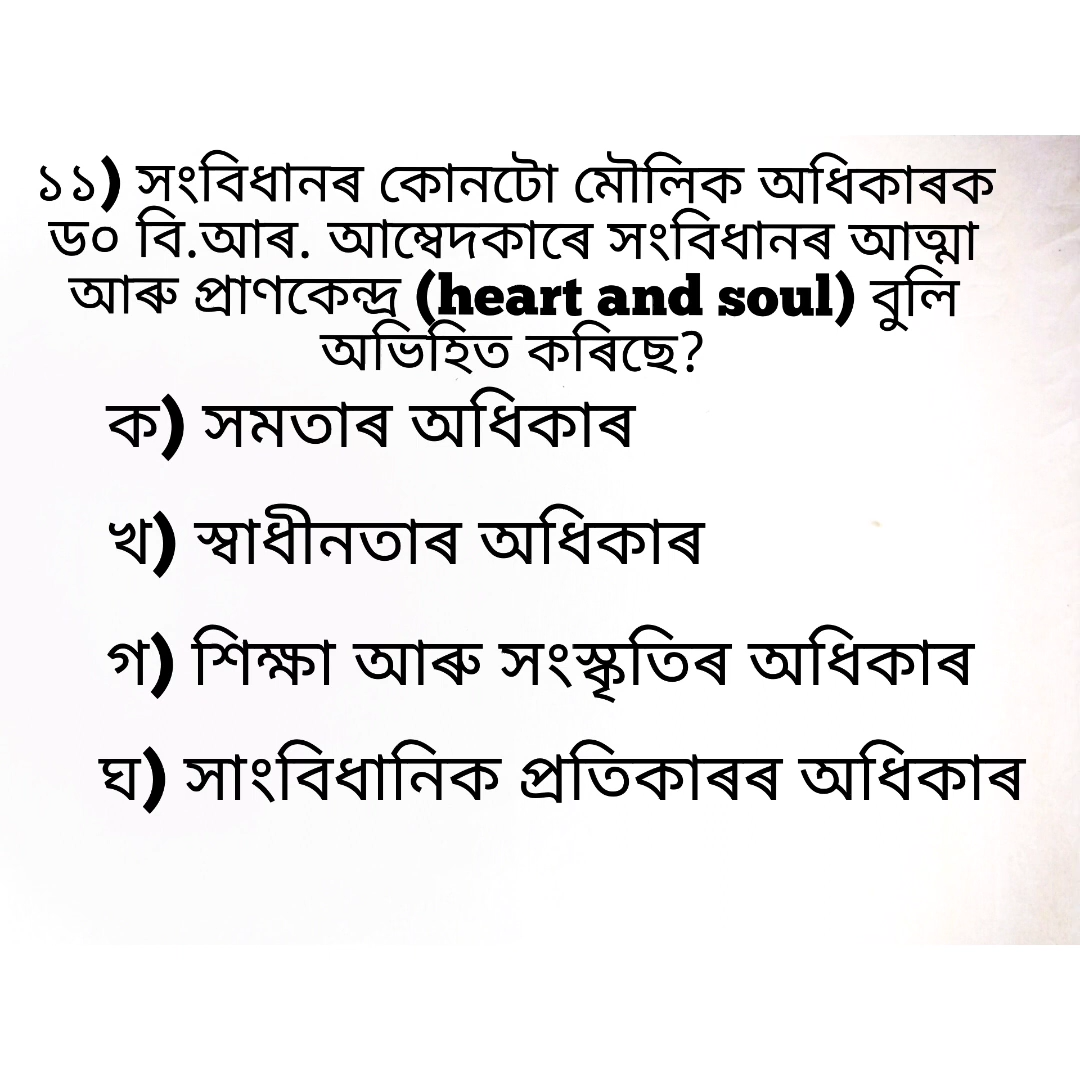 ১১) সংবিধানৰ কোনটো মৌলিক অধিকাৰক
ড০ বি.আৰ. আম্বেদকাৰে সংবিধানৰ আত্মা
আৰু প্ৰাণকেন্দ্ৰ (heart and soul) বুলি
অভিহিত কৰিছে?
ক) সমতাৰ অধিকাৰ
খ) স্বাধীনতাৰ অধিকাৰ
গ) শিক্ষা আৰু সংস্কৃতিৰ অধিকাৰ
ঘ) সাংবিধানিক প্ৰতিকাৰৰ অধিকাৰ